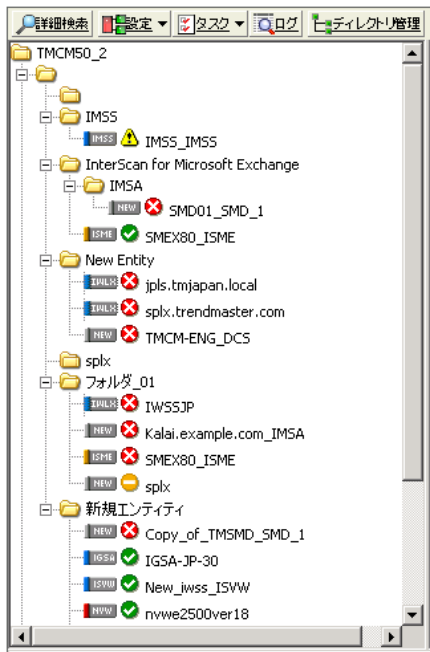 詳細検索 設定 タスク ログ ディレクトリ管理
TMCM50_2
IMSS
IMSS IMSS_IMSS
InterScan for Microsoft Exchange
IMSA
NEW SMD01_SMD_1
ISME SMEX80_ISME
New Entity
IWLX jpls.tmjapan.local
IWLX splx.trendmaster.com
NEW TMCM-ENG_DCS
splx
フォルダ_01
IWLX IWSSJP
NEW Kalai.example.com_IMSA
ISME SMEX80_ISME
NEW splx
新規エンティティ
NEW Copy_of_TMSMD_SMD_1
IGSA IGSA-JP-30
ISVW New_iwss_ISVW
NVW nvwe2500ver18